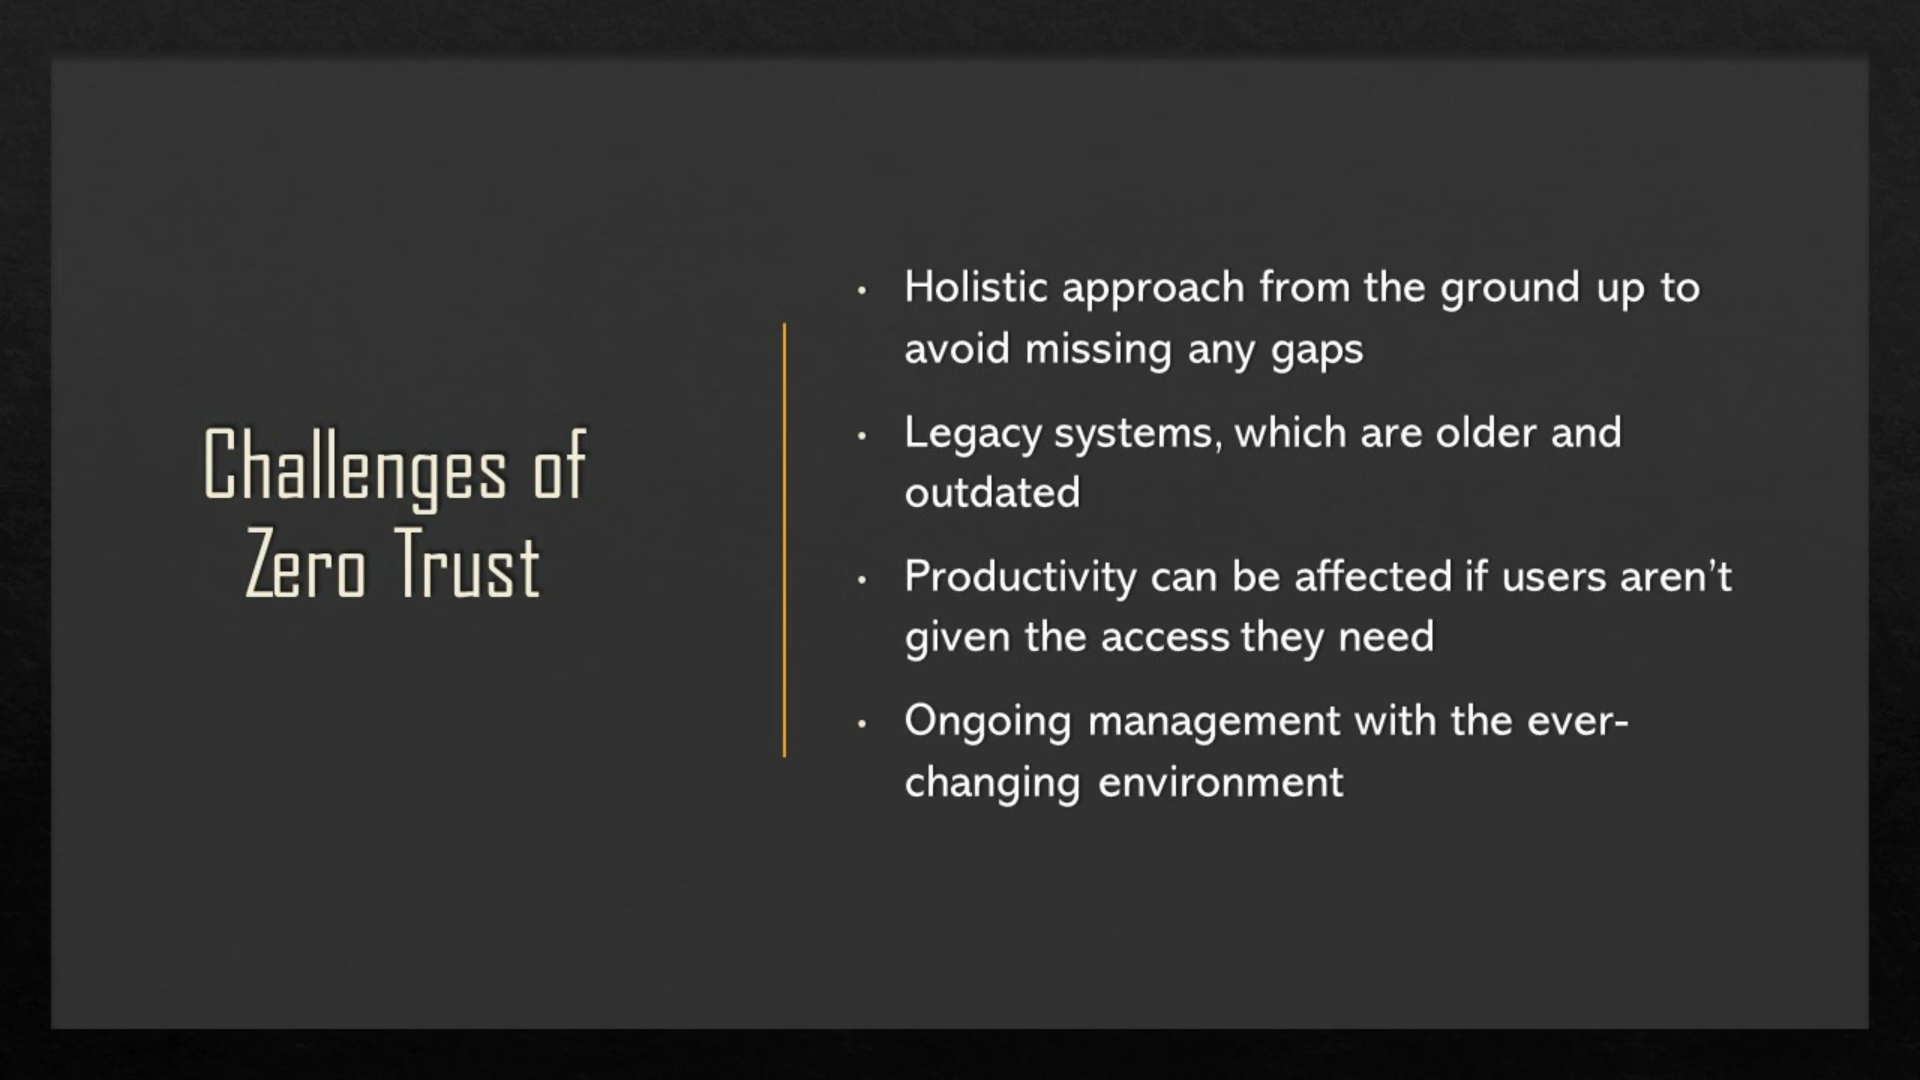 Challenges of
Zero Trust
• Holistic approach from the ground up to
avoid missing any gaps
• Legacy systems, which are older and
outdated
• Productivity can be affected if users aren’t
given the access they need
• Ongoing management with the ever-
changing environment